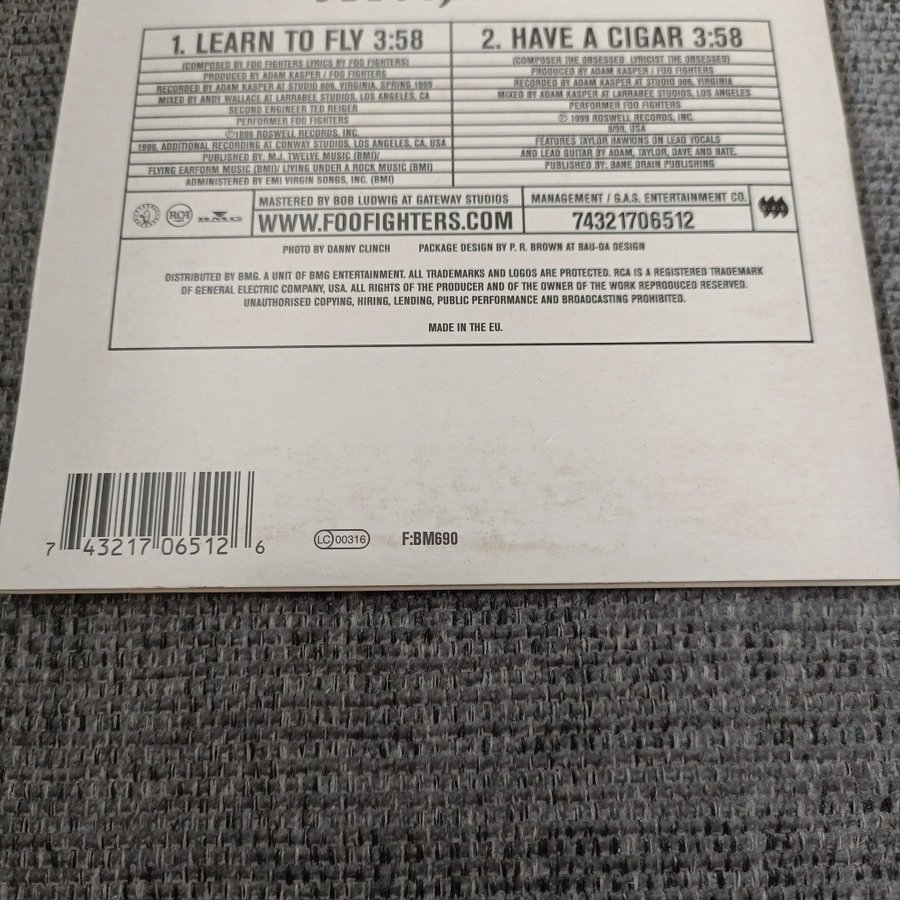 1. LEARN TO FLY 3:58
(COMPOSED BY FOO FIGHTERS LYRICS BY FOO FIGHTERS)
PRODUCED BY ADAM KASPER / FOO FIGHTERS
RECORDED BY ADAM KASPER AT STUDIO 606, VIRGINIA, SPRING 1999
MIXED BY ANDY WALLACE AT LARRABEE STUDIOS, LOS ANGELES, CA
SECOND ENGINEER TED REIGER
PERFORMER FOO FIGHTERS
©1999 ROSWELL RECORDS, INC.
1999, ADDITIONAL RECORDING AT CONWAY STUDIOS, LOS ANGELES, CA, USA
PUBLISHED BY: M.J. TWELVE MUSIC (BMI)/
FLYING EARFORM MUSIC (BMI)/ LIVING UNDER A ROCK MUSIC (BMI)
ADMINISTERED BY EMI VIRGIN SONGS, INC. (BMI)
2. HAVE A CIGAR 3:58
(COMPOSER THE OBSESSED LYRICIST THE OBSESSED)
PRODUCED BY ADAM KASPER / FOO FIGHTERS
RECORDED BY ADAM KASPER AT STUDIO 606, VIRGINIA
MIXED BY ADAM KASPER AT LARRABEE STUDIOS, LOS ANGELES
PERFORMER FOO FIGHTERS
℗ 1999 ROSWELL RECORDS, INC.
8/99, USA
FEATURES TAYLOR HAWKINS ON LEAD VOCALS
AND LEAD GUITAR BY ADAM, TAYLOR, DAVE AND NATE.
PUBLISHED BY: DANE DRAIN PUBLISHING
RCA
BMG
MASTERED BY BOB LUDWIG AT GATEWAY STUDIOS
WWW.FOOFIGHTERS.COM
MANAGEMENT / G.A.S. ENTERTAINMENT CO.
74321706512
PHOTO BY DANNY CLINCH PACKAGE DESIGN BY P. R. BROWN AT BAU-DA DESIGN
DISTRIBUTED BY BMG. A UNIT OF BMG ENTERTAINMENT. ALL TRADEMARKS AND LOGOS ARE PROTECTED. RCA IS A REGISTERED TRADEMARK
OF GENERAL ELECTRIC COMPANY, USA. ALL RIGHTS OF THE PRODUCER AND OF THE OWNER OF THE WORK REPRODUCED RESERVED.
UNAUTHORISED COPYING, HIRING, LENDING, PUBLIC PERFORMANCE AND BROADCASTING PROHIBITED.
MADE IN THE EU.
7 43217 06512 6
LC 00316
F:BM690